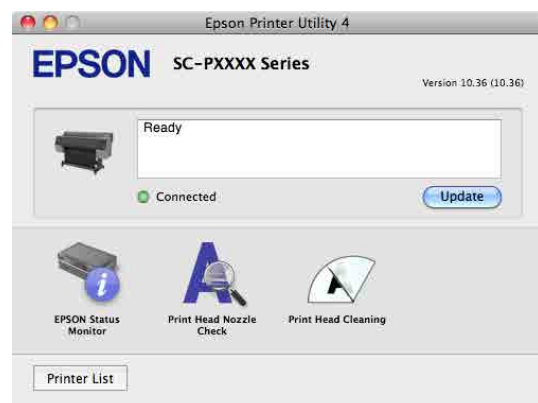 Epson Printer Utility 4
EPSON
SC-PXXXX Series
Version 10.36 (10.36)
Ready
Connected
Update
EPSON Status
Monitor
Print Head Nozzle
Check
Print Head Cleaning
Printer List